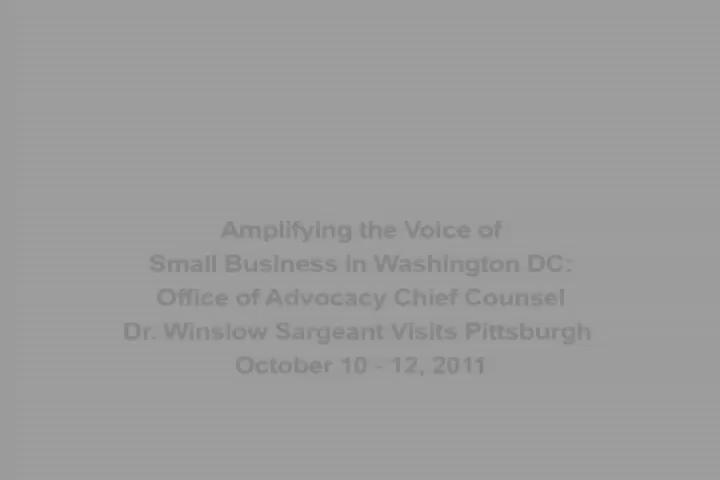 Amplifying the Voice of
Small Business in Washington DC:
Office of Advocacy Chief Counsel
Dr. Winslow Sargeant Visits Pittsburgh
October 10 - 12, 2011